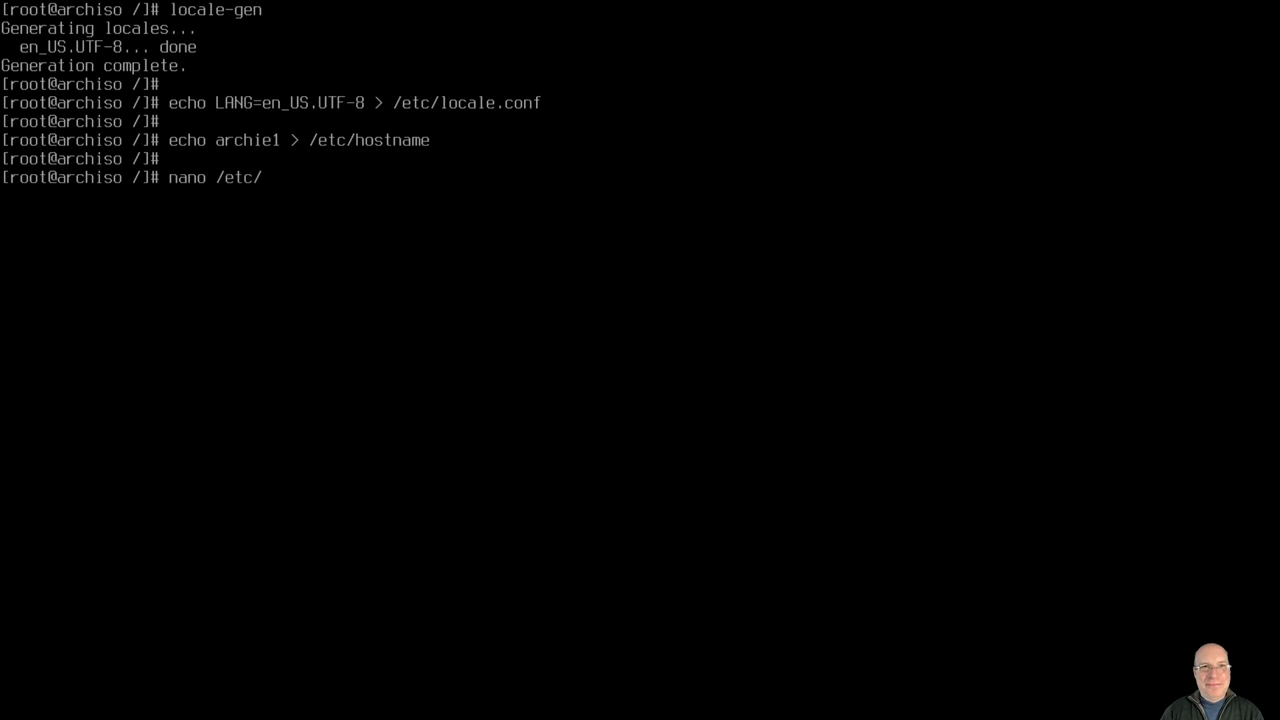 [root@archiso /]# locale-gen
Generating locales...
  en_US.UTF-8... done
Generation complete.
[root@archiso /]#
[root@archiso /]# echo LANG=en_US.UTF-8 > /etc/locale.conf
[root@archiso /]#
[root@archiso /]# echo archie1 > /etc/hostname
[root@archiso /]#
[root@archiso /]# nano /etc/